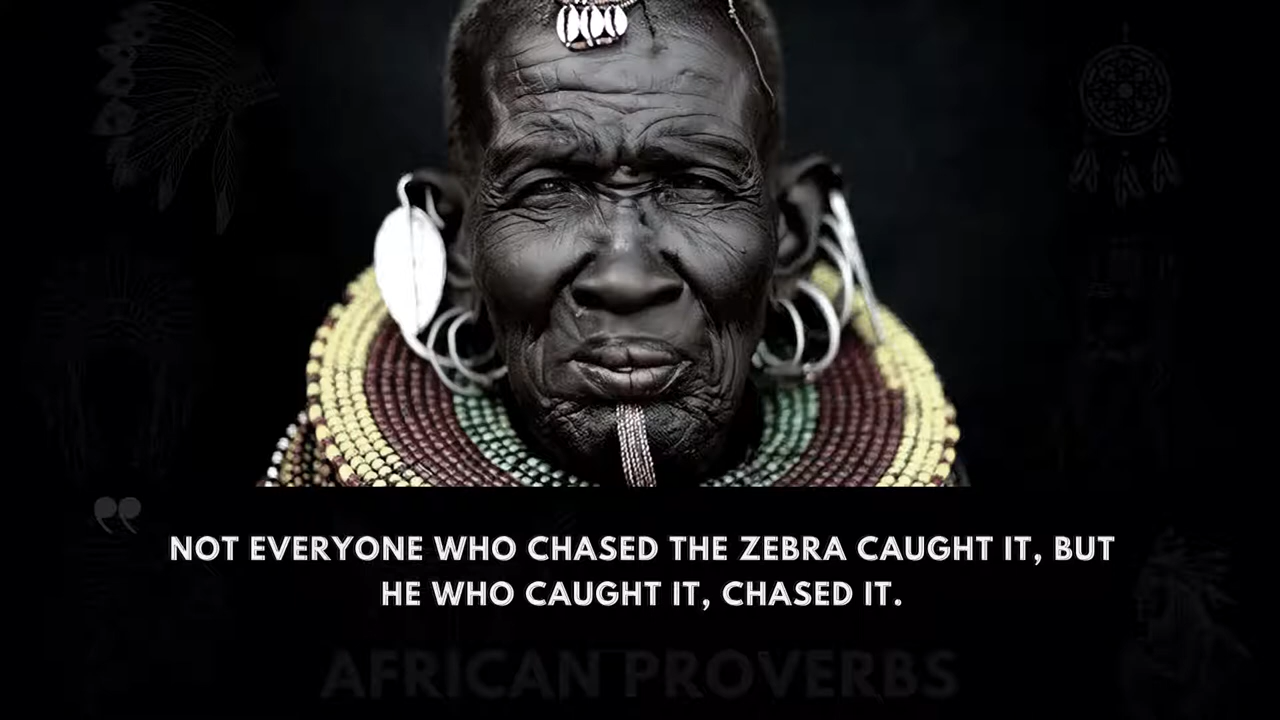 "
NOT EVERYONE WHO CHASED THE ZEBRA CAUGHT IT, BUT
HE WHO CAUGHT IT, CHASED IT.
AFRICAN PROVERBS